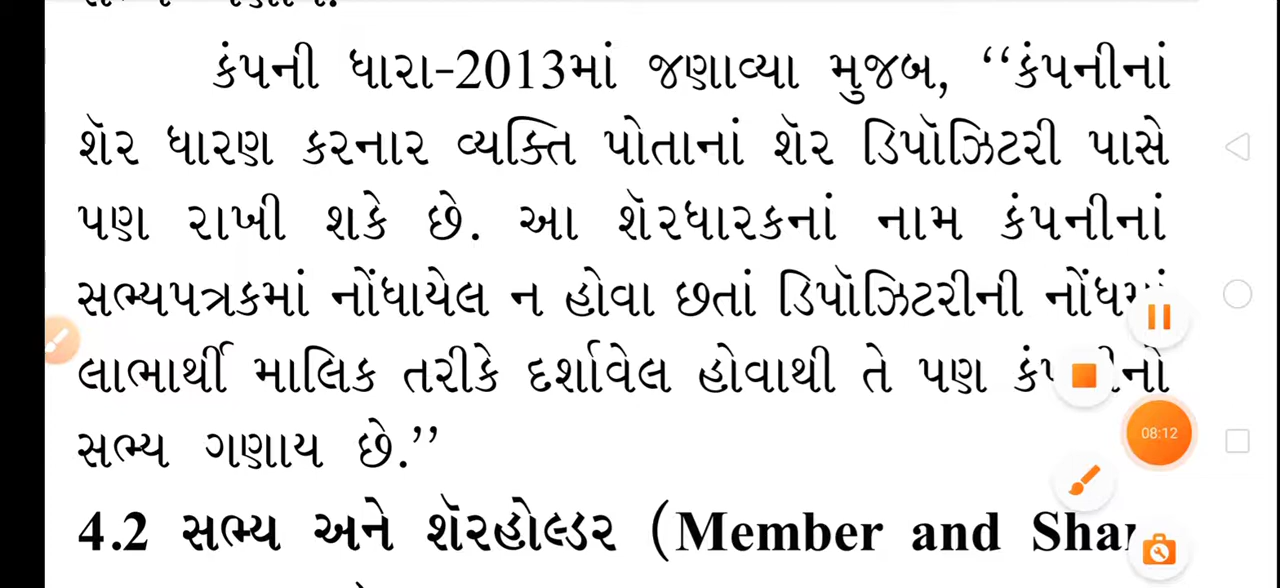 કંપની ધારા-2013માં જણાવ્યા મુજબ, ‘‘કંપનીનાં
શૅર ધારણ કરનાર વ્યક્તિ પોતાનાં શૅર ડિપૉઝિટરી પાસે
પણ રાખી શકે છે. આ શૅરધારકનાં નામ કંપનીનાં
સભ્યપત્રકમાં નોંધાયેલ ન હોવા છતાં ડિપૉઝિટરીની
લાભાર્થી માલિક તરીકે દર્શાવેલ હોવાથી તે પણ
સભ્ય ગણાય છે.’’
08:12
4.2 સભ્ય અને શૅરહોલ્ડર (Member and